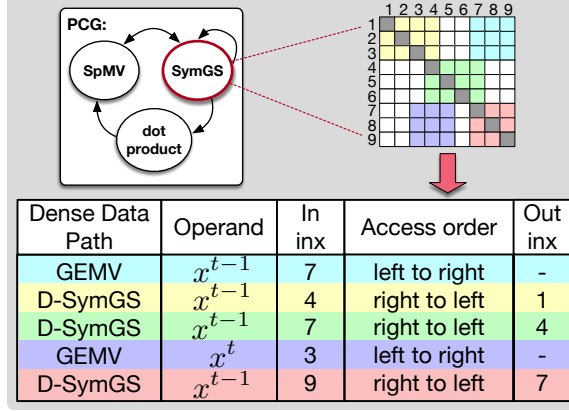 PCG:
SpMV
SymGS
dot
product
1 2 3 4 5 6 7 8 9
1
2
3
4
5
6
7
8
9
Dense Data Path | Operand | In inx | Access order | Out inx
GEMV | x^{t-1} | 7 | left to right | -
D-SymGS | x^{t-1} | 4 | right to left | 1
D-SymGS | x^{t-1} | 7 | right to left | 4
GEMV | x^t | 3 | left to right | -
D-SymGS | x^{t-1} | 9 | right to left | 7